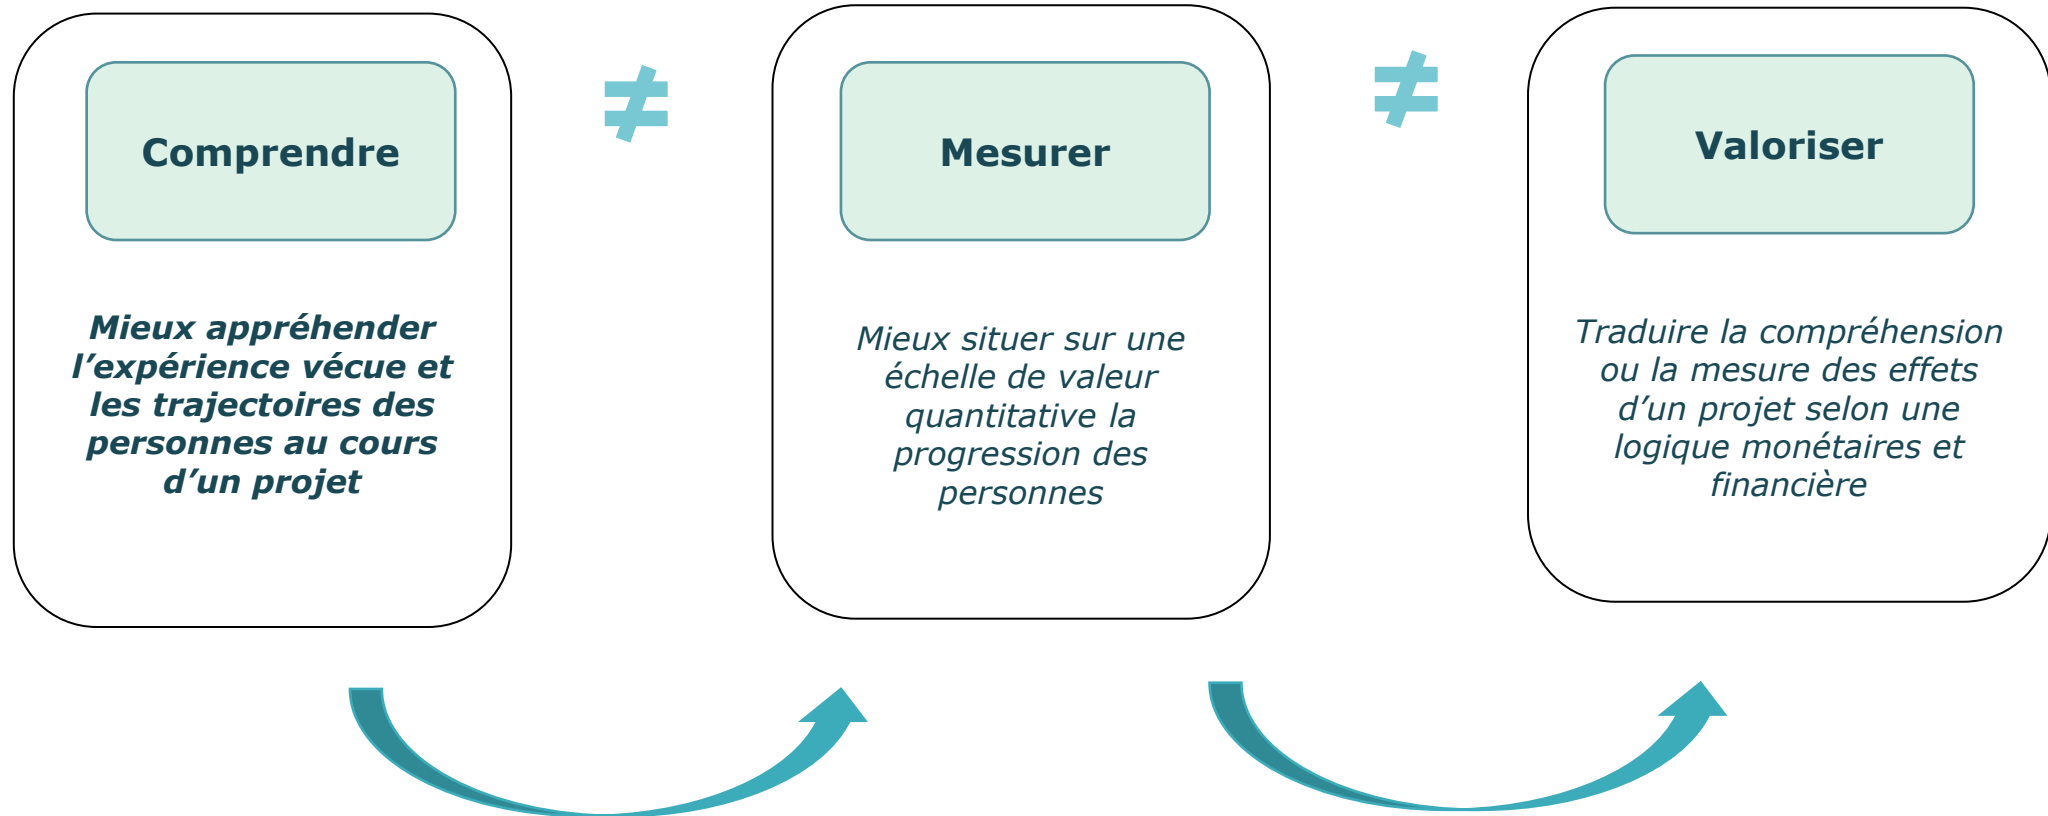 Comprendre
Mieux appréhender
l’expérience vécue et
les trajectoires des
personnes au cours
d’un projet
≠
Mesurer
Mieux situer sur une
échelle de valeur
quantitative la
progression des
personnes
≠
Valoriser
Traduire la compréhension
ou la mesure des effets
d’un projet selon une
logique monétaires et
financière